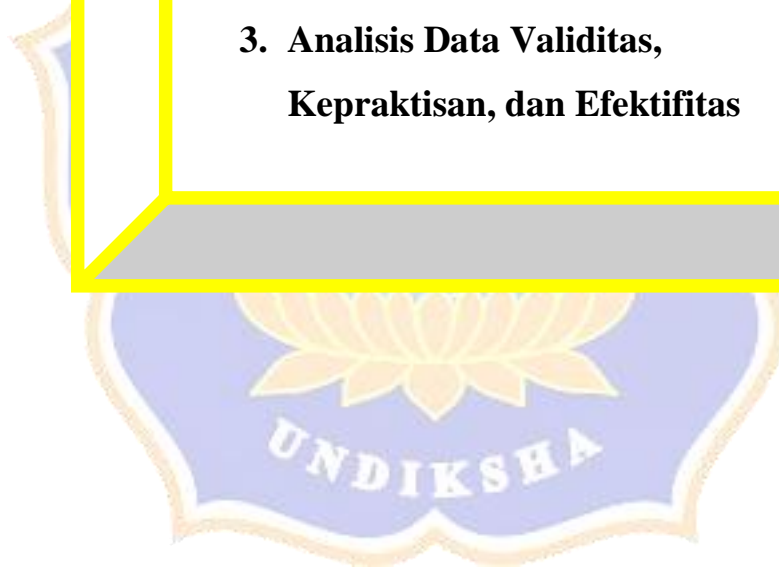 3. Analisis Data Validitas,
Kepraktisan, dan Efektifitas
UNDIKSHA